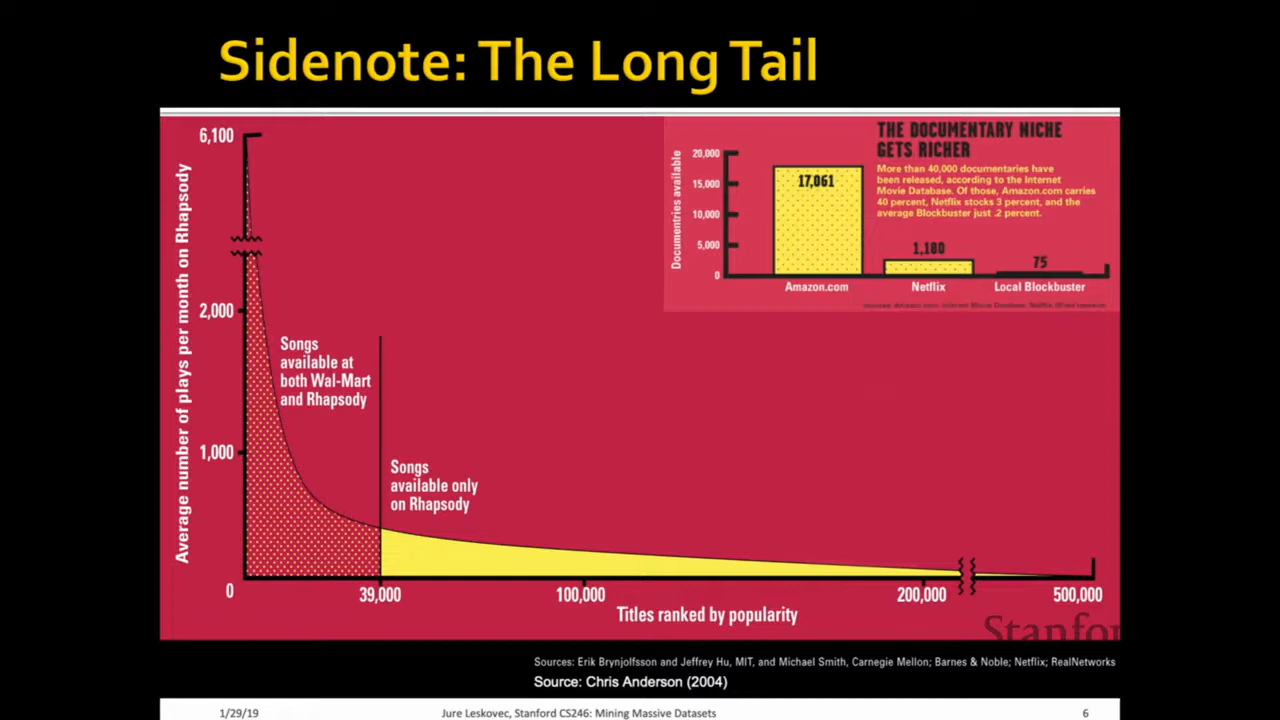 Sidenote: The Long Tail
6,100
2,000
1,000
0
Average number of plays per month on Rhapsody
Songs
available at
both Wal-Mart
and Rhapsody
Songs
available only
on Rhapsody
39,000
100,000
200,000
500,000
Titles ranked by popularity
THE DOCUMENTARY NICHE
GETS RICHER
More than 40,000 documentaries have
been released, according to the Internet
Movie Database. Of those, Amazon.com carries
40 percent, Netflix stocks 3 percent, and the
average Blockbuster just .2 percent.
Documentries available
20,000
15,000
10,000
5,000
0
17,061
1,180
75
Amazon.com
Netflix
Local Blockbuster
Stanfor
Sources: Erik Brynjolfsson and Jeffrey Hu, MIT, and Michael Smith, Carnegie Mellon; Barnes & Noble; Netflix; RealNetworks
Source: Chris Anderson (2004)
1/29/19
Jure Leskovec, Stanford CS246: Mining Massive Datasets
6